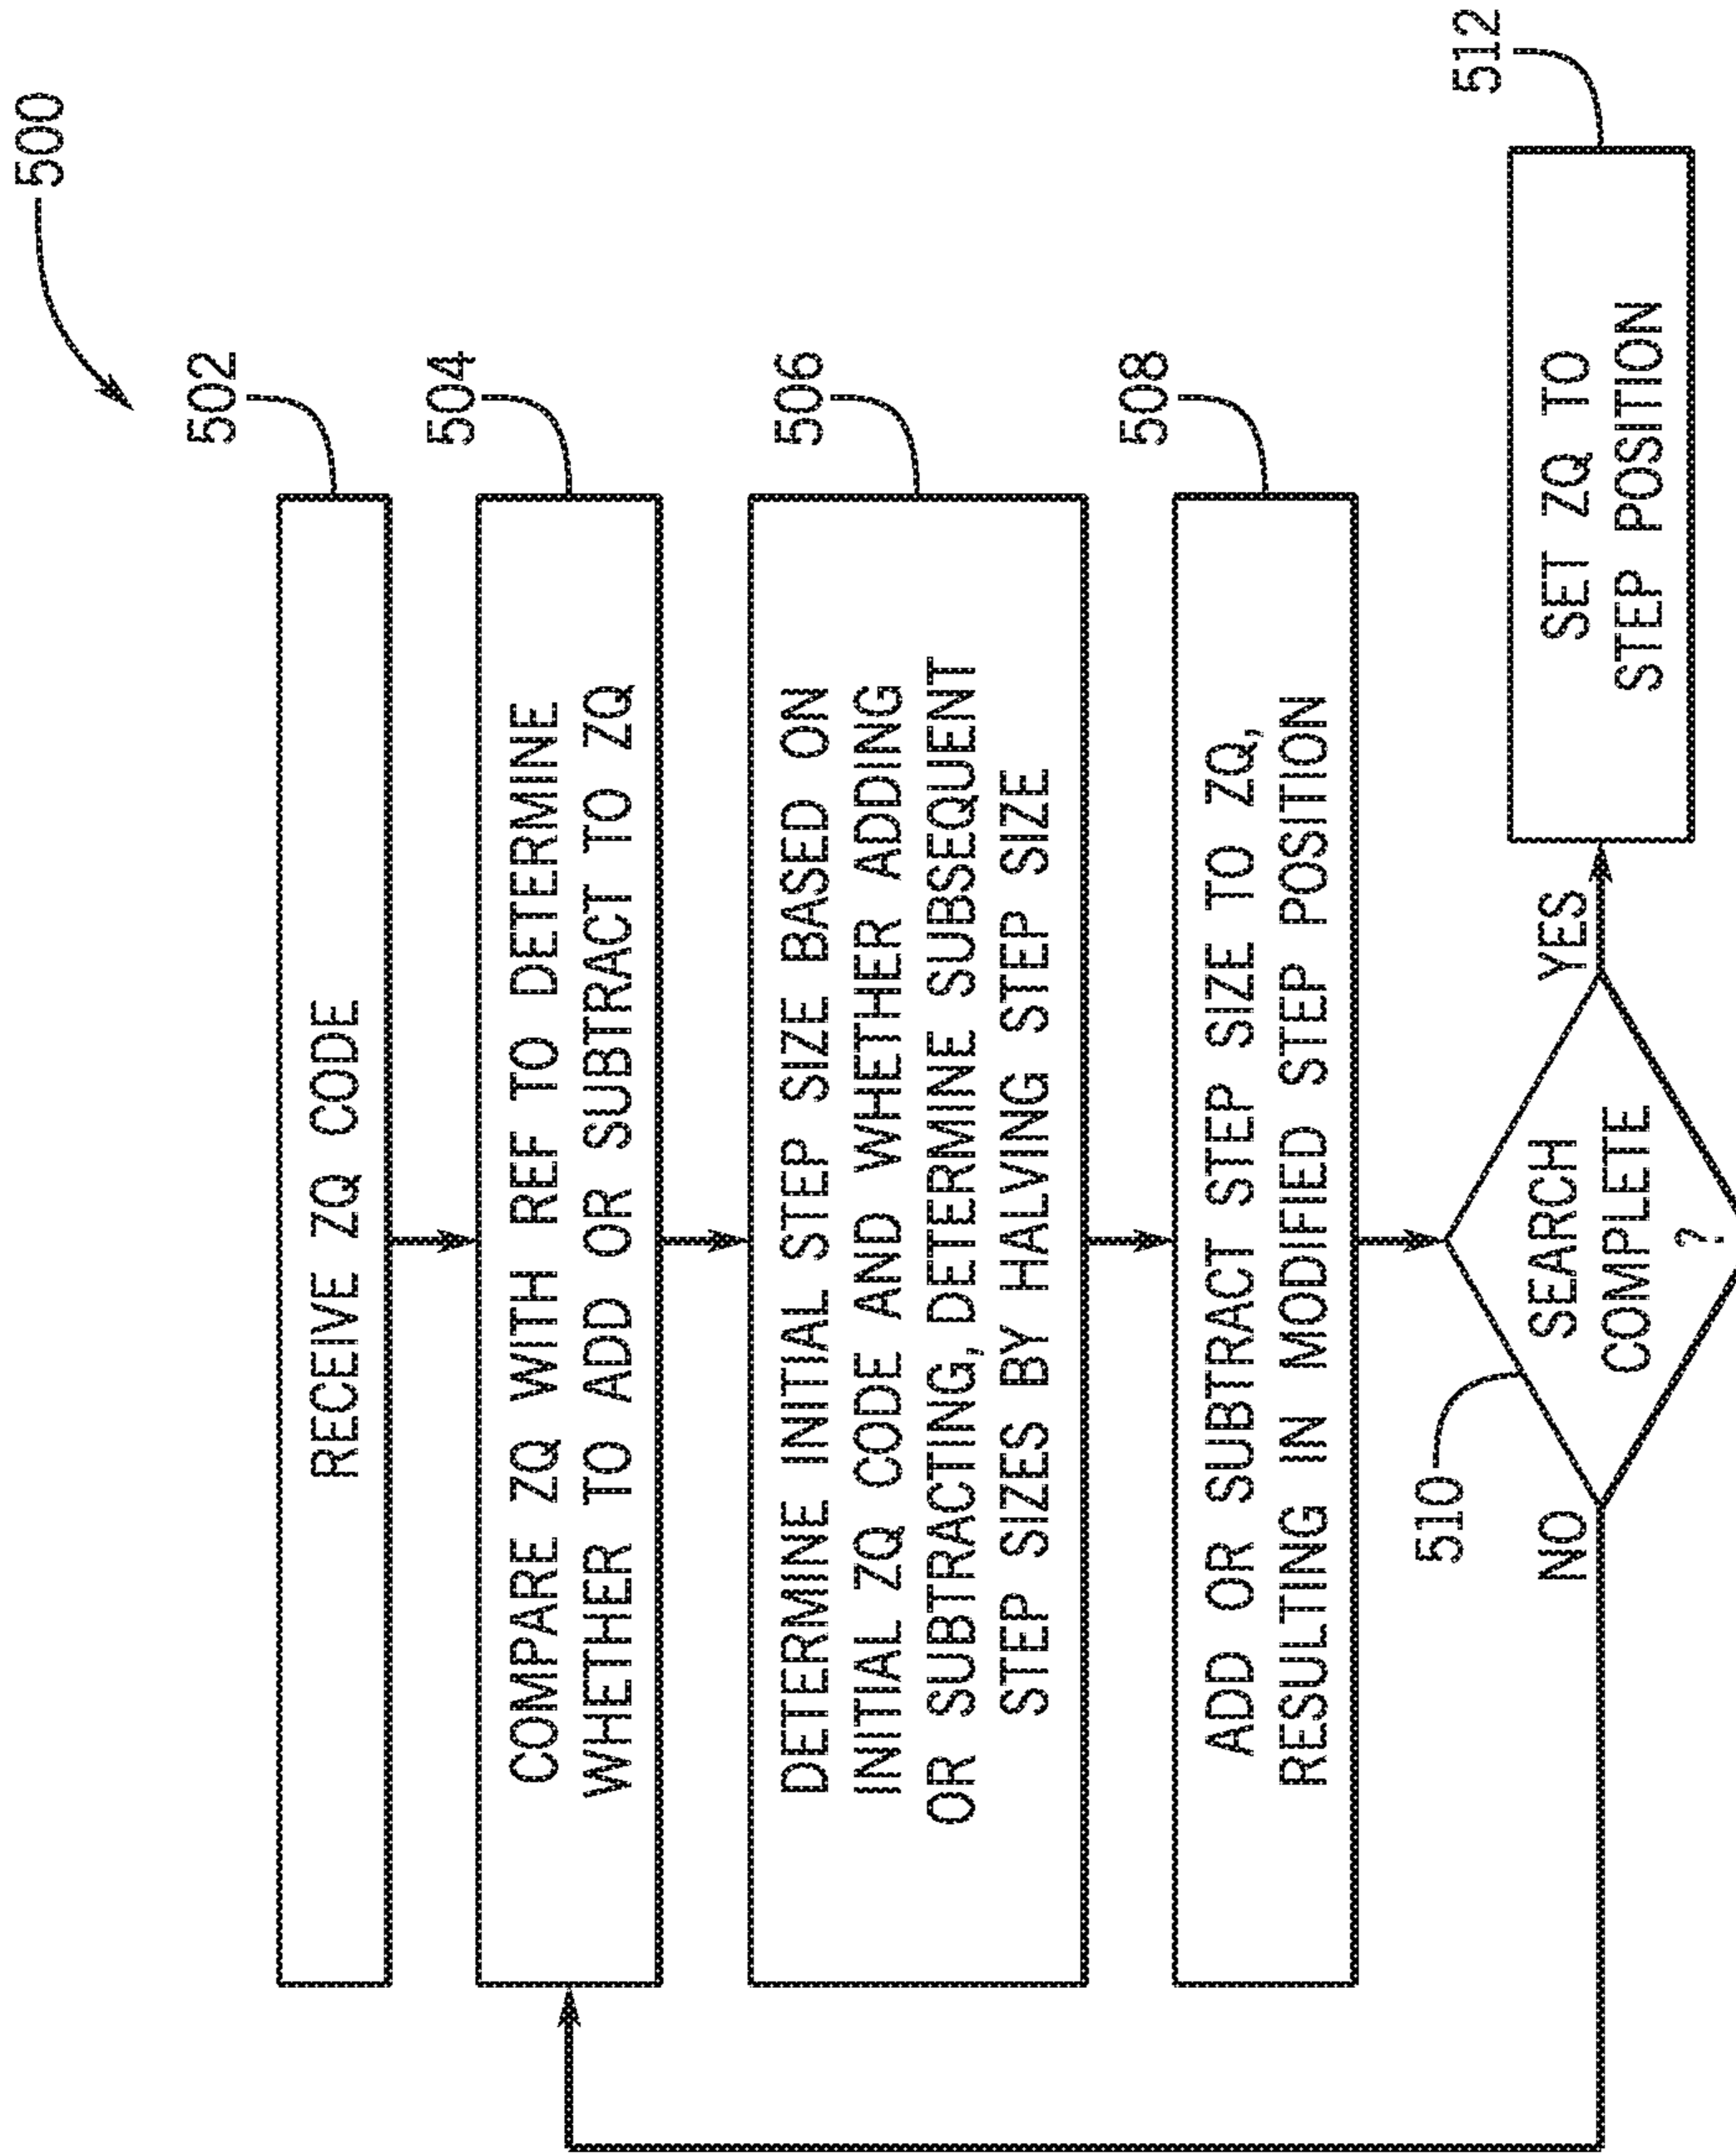 500
502
RECEIVE ZQ CODE
504
COMPARE ZQ WITH REF TO DETERMINE
WHETHER TO ADD OR SUBTRACT TO ZQ
506
DETERMINE INITIAL STEP SIZE BASED ON
INITIAL ZQ CODE AND WHETHER ADDING
OR SUBTRACTING, DETERMINE SUBSEQUENT
STEP SIZES BY HALVING STEP SIZE
508
ADD OR SUBTRACT STEP SIZE TO ZQ,
RESULTING IN MODIFIED STEP POSITION
510
SEARCH
COMPLETE
?
NO
YES
512
SET ZQ TO
STEP POSITION